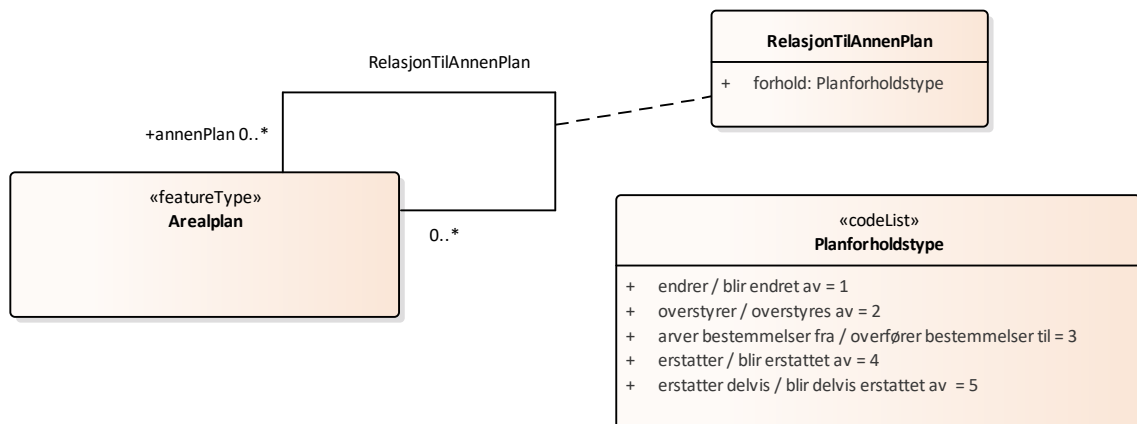 RelasjonTilAnnenPlan
+ forhold: Planforholdstype
RelasjonTilAnnenPlan
+annenPlan 0..*
«featureType»
Arealplan
0..*
«codeList»
Planforholdstype
+ endrer / blir endret av = 1
+ overstyrer / overstyres av = 2
+ arver bestemmelser fra / overfører bestemmelser til = 3
+ erstatter / blir erstattet av = 4
+ erstatter delvis / blir delvis erstattet av = 5